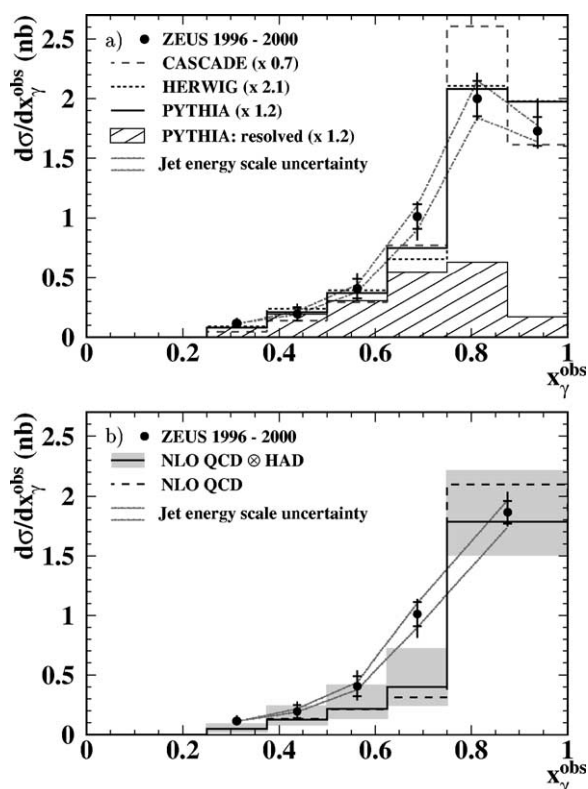 dσ/dx_γ^obs (nb)
a)
ZEUS 1996 - 2000
CASCADE (x 0.7)
HERWIG (x 2.1)
PYTHIA (x 1.2)
PYTHIA: resolved (x 1.2)
Jet energy scale uncertainty
2.5
2
1.5
1
0.5
0
0 0.2 0.4 0.6 0.8 1
x_γ^obs
dσ/dx_γ^obs (nb)
b)
ZEUS 1996 - 2000
NLO QCD ⊗ HAD
NLO QCD
Jet energy scale uncertainty
2.5
2
1.5
1
0.5
0
0 0.2 0.4 0.6 0.8 1
x_γ^obs